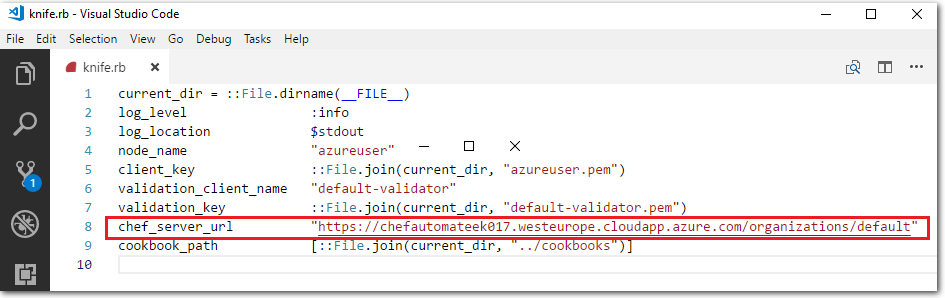 knife.rb - Visual Studio Code
File Edit Selection View Go Debug Tasks Help
knife.rb
1 current_dir = ::File.dirname(__FILE__)
2 log_level :info
3 log_location $stdout
4 node_name "azureuser"
5 client_key ::File.join(current_dir, "azureuser.pem")
6 validation_client_name "default-validator"
7 validation_key ::File.join(current_dir, "default-validator.pem")
8 chef_server_url "https://chefautomateek017.westeurope.cloudapp.azure.com/organizations/default"
9 cookbook_path [::File.join(current_dir, "../cookbooks")]
10
1